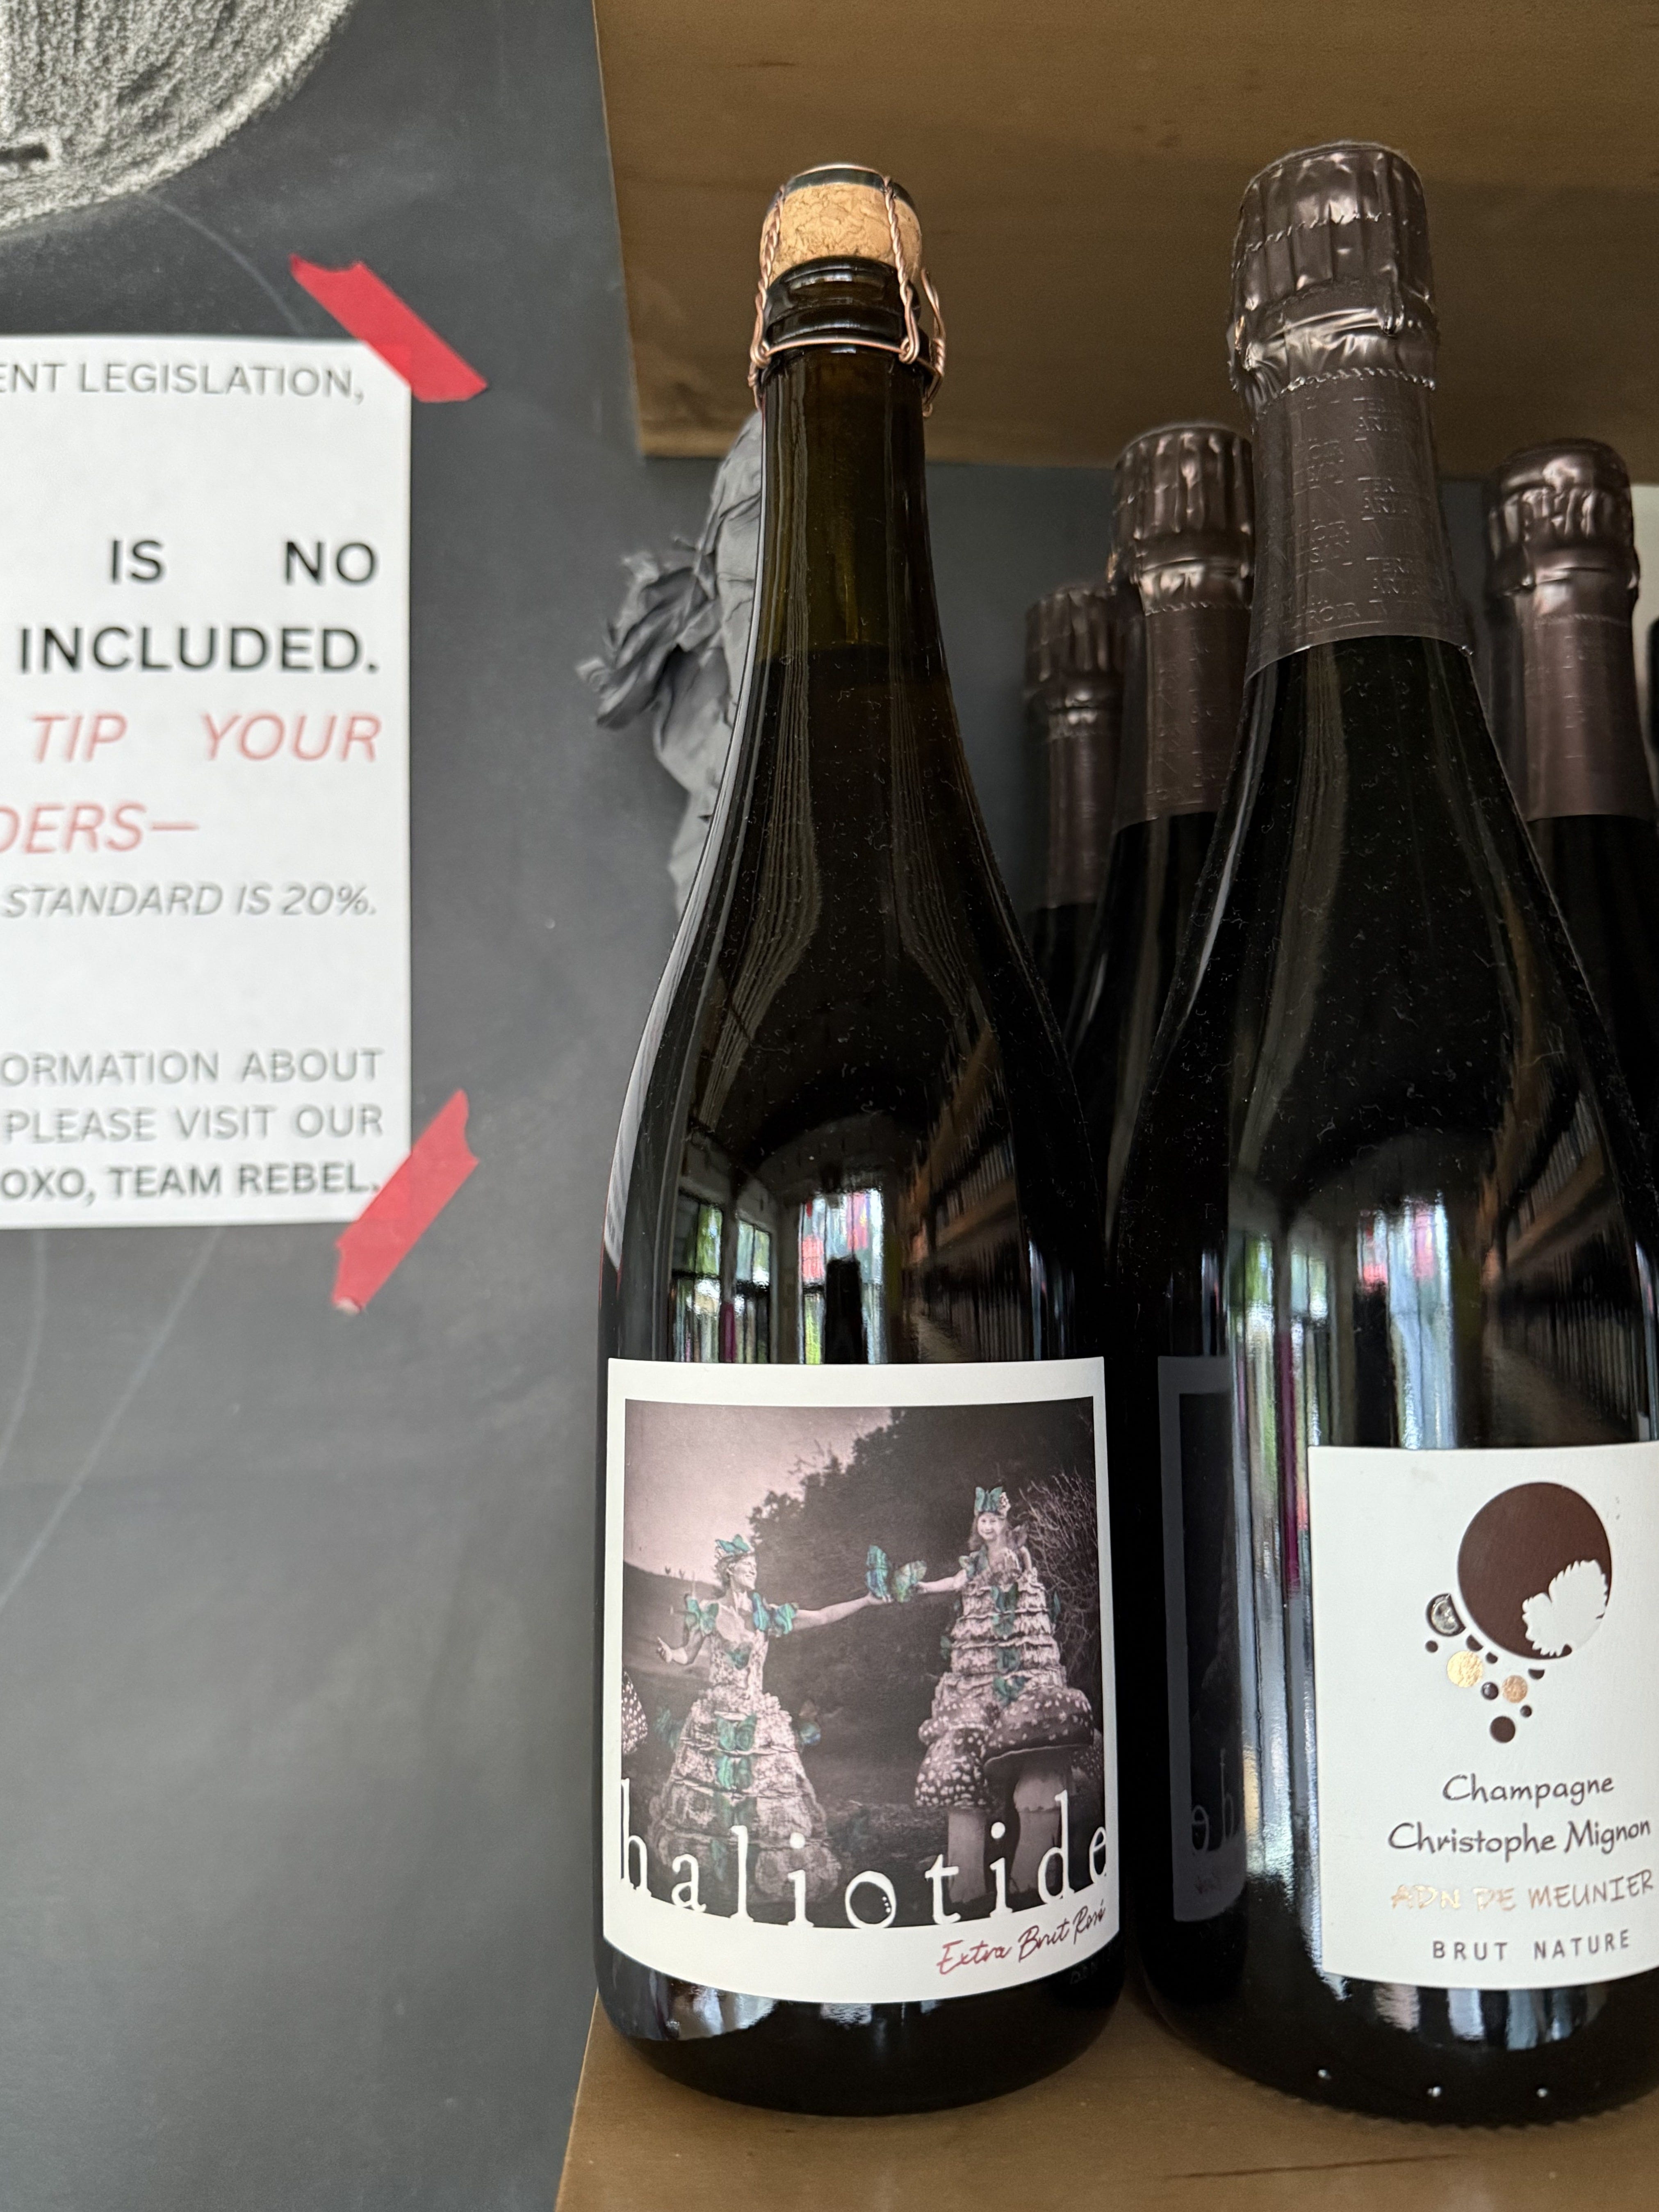 ENT LEGISLATION,
IS NO
INCLUDED.
TIP YOUR
DERS—
STANDARD IS 20%.
ORMATION ABOUT
PLEASE VISIT OUR
OXO, TEAM REBEL.
haliotide
Extra Brut Rosé
Champagne
Christophe Mignon
ADN DE MEUNIER
BRUT NATURE